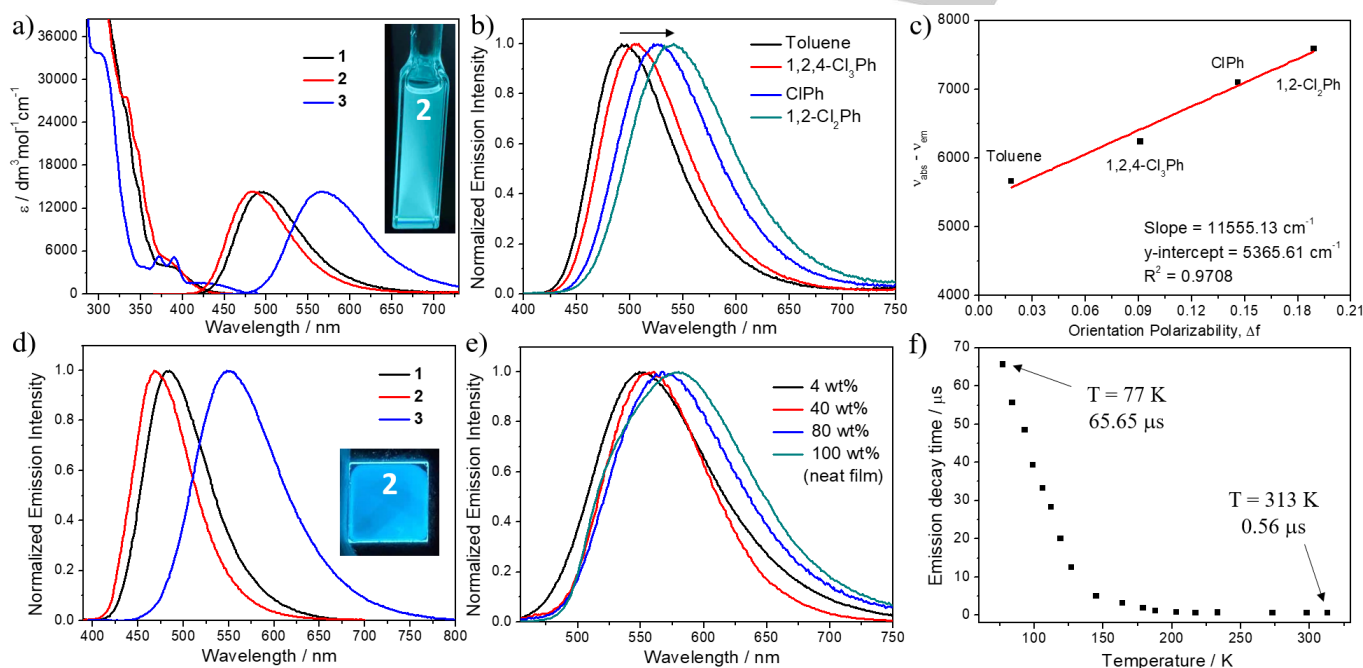 a)
ε / dm³mol⁻¹cm⁻¹
36000
30000
24000
18000
12000
6000
0
300 350 400 450 500 550 600 650 700
Wavelength / nm
1
2
3
2
b)
Normalized Emission Intensity
1.0
0.8
0.6
0.4
0.2
0.0
400 450 500 550 600 650 700 750
Wavelength / nm
Toluene
1,2,4-Cl₃Ph
ClPh
1,2-Cl₂Ph
c)
ν_abs - ν_em
8000
7000
6000
5000
4000
0.00 0.03 0.06 0.09 0.12 0.15 0.18 0.21
Orientation Polarizability, Δf
Toluene
1,2,4-Cl₃Ph
ClPh
1,2-Cl₂Ph
Slope = 11555.13 cm⁻¹
y-intercept = 5365.61 cm⁻¹
R² = 0.9708
d)
Normalized Emission Intensity
1.0
0.8
0.6
0.4
0.2
0.0
400 450 500 550 600 650 700 750 800
Wavelength / nm
1
2
3
2
e)
Normalized Emission Intensity
1.0
0.8
0.6
0.4
0.2
0.0
500 550 600 650 700 750
Wavelength / nm
4 wt%
40 wt%
80 wt%
100 wt%
(neat film)
f)
Emission decay time / μs
70
60
50
40
30
20
10
0
100 150 200 250 300
Temperature / K
T = 77 K
65.65 μs
T = 313 K
0.56 μs